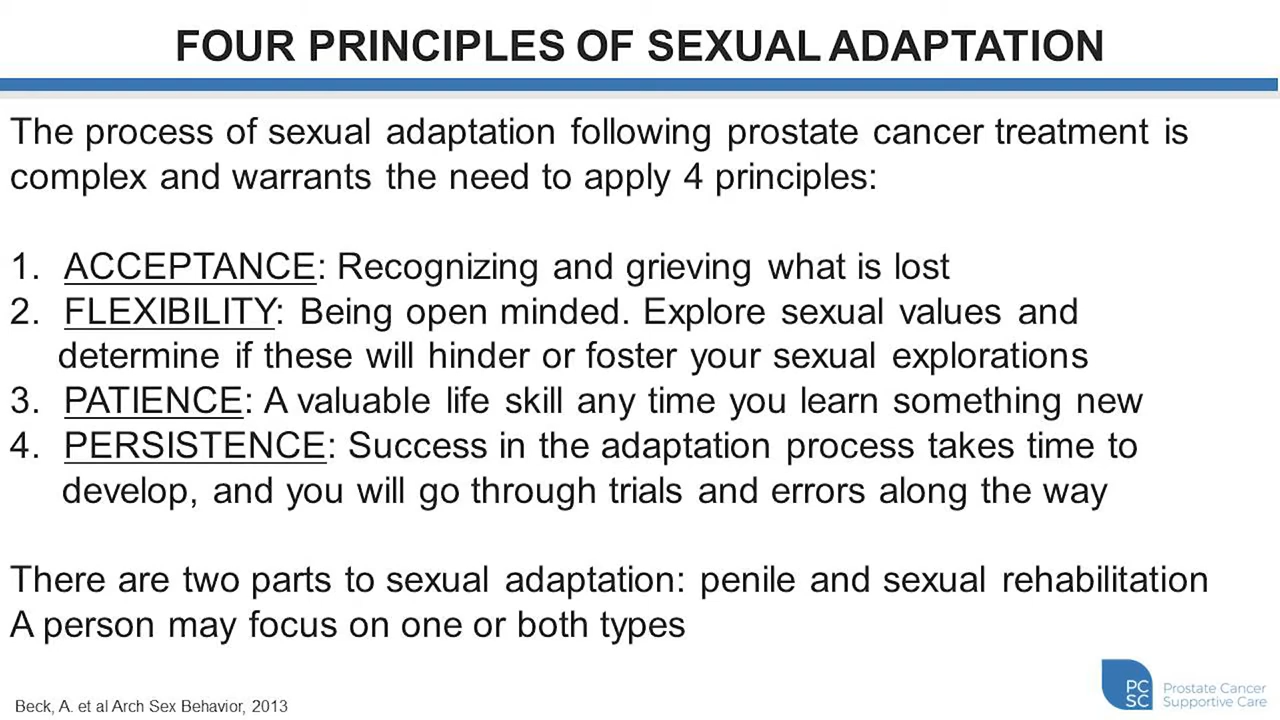 FOUR PRINCIPLES OF SEXUAL ADAPTATION
The process of sexual adaptation following prostate cancer treatment is
complex and warrants the need to apply 4 principles:
1. ACCEPTANCE: Recognizing and grieving what is lost
2. FLEXIBILITY: Being open minded. Explore sexual values and
determine if these will hinder or foster your sexual explorations
3. PATIENCE: A valuable life skill any time you learn something new
4. PERSISTENCE: Success in the adaptation process takes time to
develop, and you will go through trials and errors along the way
There are two parts to sexual adaptation: penile and sexual rehabilitation
A person may focus on one or both types
Beck, A. et al Arch Sex Behavior, 2013
PC
SC
Prostate Cancer
Supportive Care